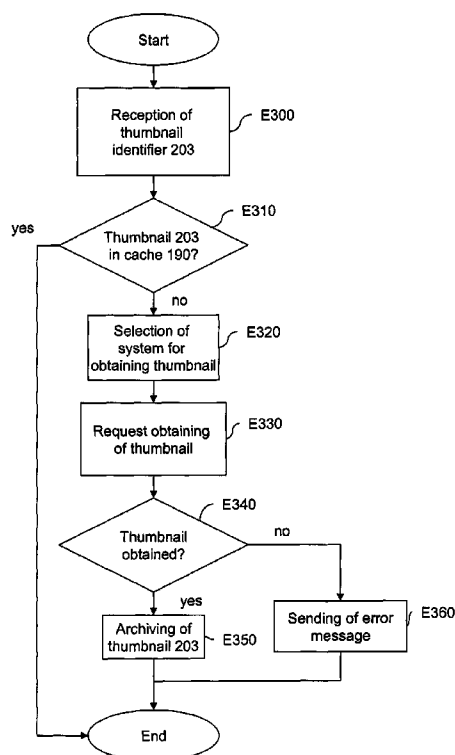 Start
Reception of
thumbnail
identifier 203
E300
E310
yes
Thumbnail 203
in cache 190?
no
Selection of
system for
obtaining thumbnail
E320
Request obtaining
of thumbnail
E330
E340
Thumbnail
obtained?
no
yes
Archiving of
thumbnail 203
E350
Sending of error
message
E360
End